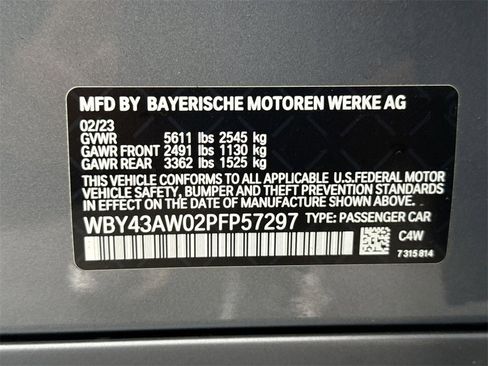 MFD BY BAYERISCHE MOTOREN WERKE AG
02/23
GVWR 5611 lbs 2545 kg
GAWR FRONT 2491 lbs 1130 kg
GAWR REAR 3362 lbs 1525 kg
THIS VEHICLE CONFORMS TO ALL APPLICABLE U.S.FEDERAL MOTOR
VEHICLE SAFETY, BUMPER AND THEFT PREVENTION STANDARDS
IN EFFECT ON THE DATE OF MANUFACTURE SHOWN ABOVE.
WBY43AW02PFP57297 TYPE: PASSENGER CAR
C4W
7 315 814